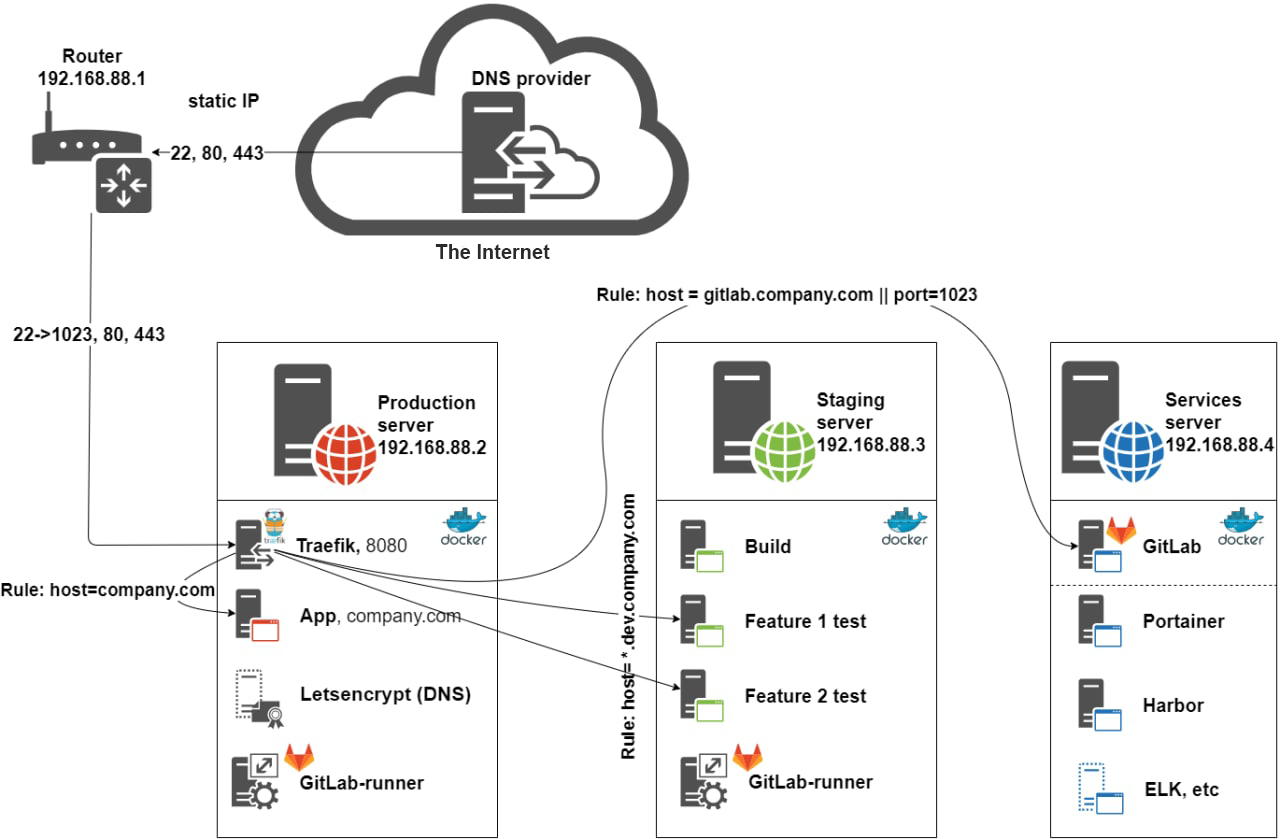 Router
192.168.88.1
static IP
DNS provider
22, 80, 443
The Internet
Rule: host = gitlab.company.com || port=1023
22->1023, 80, 443
Production
server
192.168.88.2
Staging
server
192.168.88.3
Services
server
192.168.88.4
træfik
Traefik, 8080
docker
Rule: host=company.com
App, company.com
Letsencrypt (DNS)
GitLab-runner
Rule: host= *.dev.company.com
docker
Build
Feature 1 test
Feature 2 test
GitLab-runner
GitLab
docker
Portainer
Harbor
ELK, etc